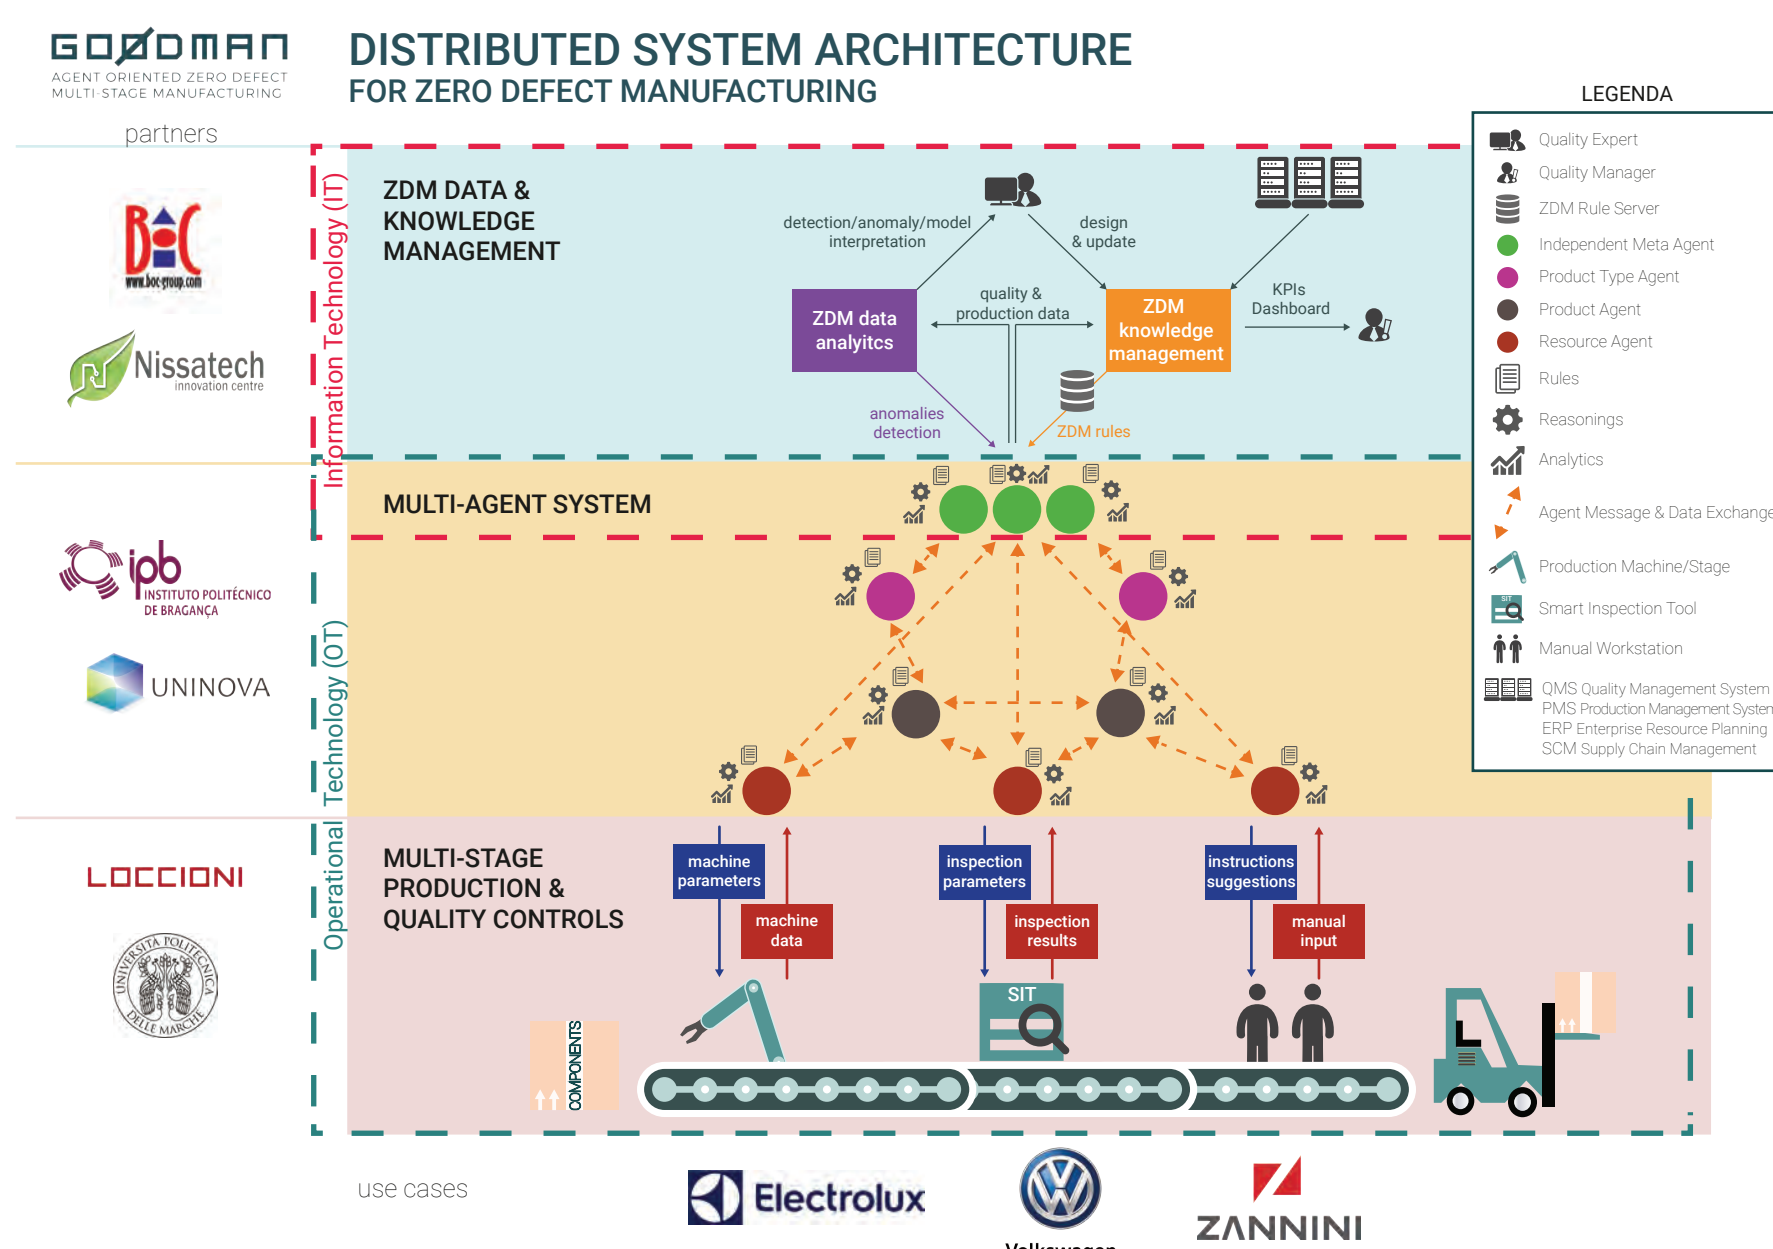 GOODMAN
AGENT ORIENTED ZERO DEFECT
MULTI-STAGE MANUFACTURING
DISTRIBUTED SYSTEM ARCHITECTURE
FOR ZERO DEFECT MANUFACTURING
partners
BOC
www.boc-group.com
Nissatech
innovation centre
ipb
INSTITUTO POLITÉCNICO
DE BRAGANÇA
UNINOVA
LOCCIONI
UNIVERSITÀ POLITECNICA
DELLE MARCHE
Information Technology (IT)
Operational Technology (OT)
ZDM DATA &
KNOWLEDGE
MANAGEMENT
detection/anomaly/model
interpretation
design
& update
quality &
production data
KPIs
Dashboard
ZDM data
analyitcs
ZDM
knowledge
management
anomalies
detection
ZDM rules
MULTI-AGENT SYSTEM
MULTI-STAGE
PRODUCTION &
QUALITY CONTROLS
machine
parameters
machine
data
inspection
parameters
inspection
results
instructions
suggestions
manual
input
COMPONENTS
SIT
LEGENDA
Quality Expert
Quality Manager
ZDM Rule Server
Independent Meta Agent
Product Type Agent
Product Agent
Resource Agent
Rules
Reasonings
Analytics
Agent Message & Data Exchange
Production Machine/Stage
SIT
Smart Inspection Tool
Manual Workstation
QMS Quality Management System
PMS Production Management System
ERP Enterprise Resource Planning
SCM Supply Chain Management
use cases
Electrolux
Volkswagen
ZANNINI